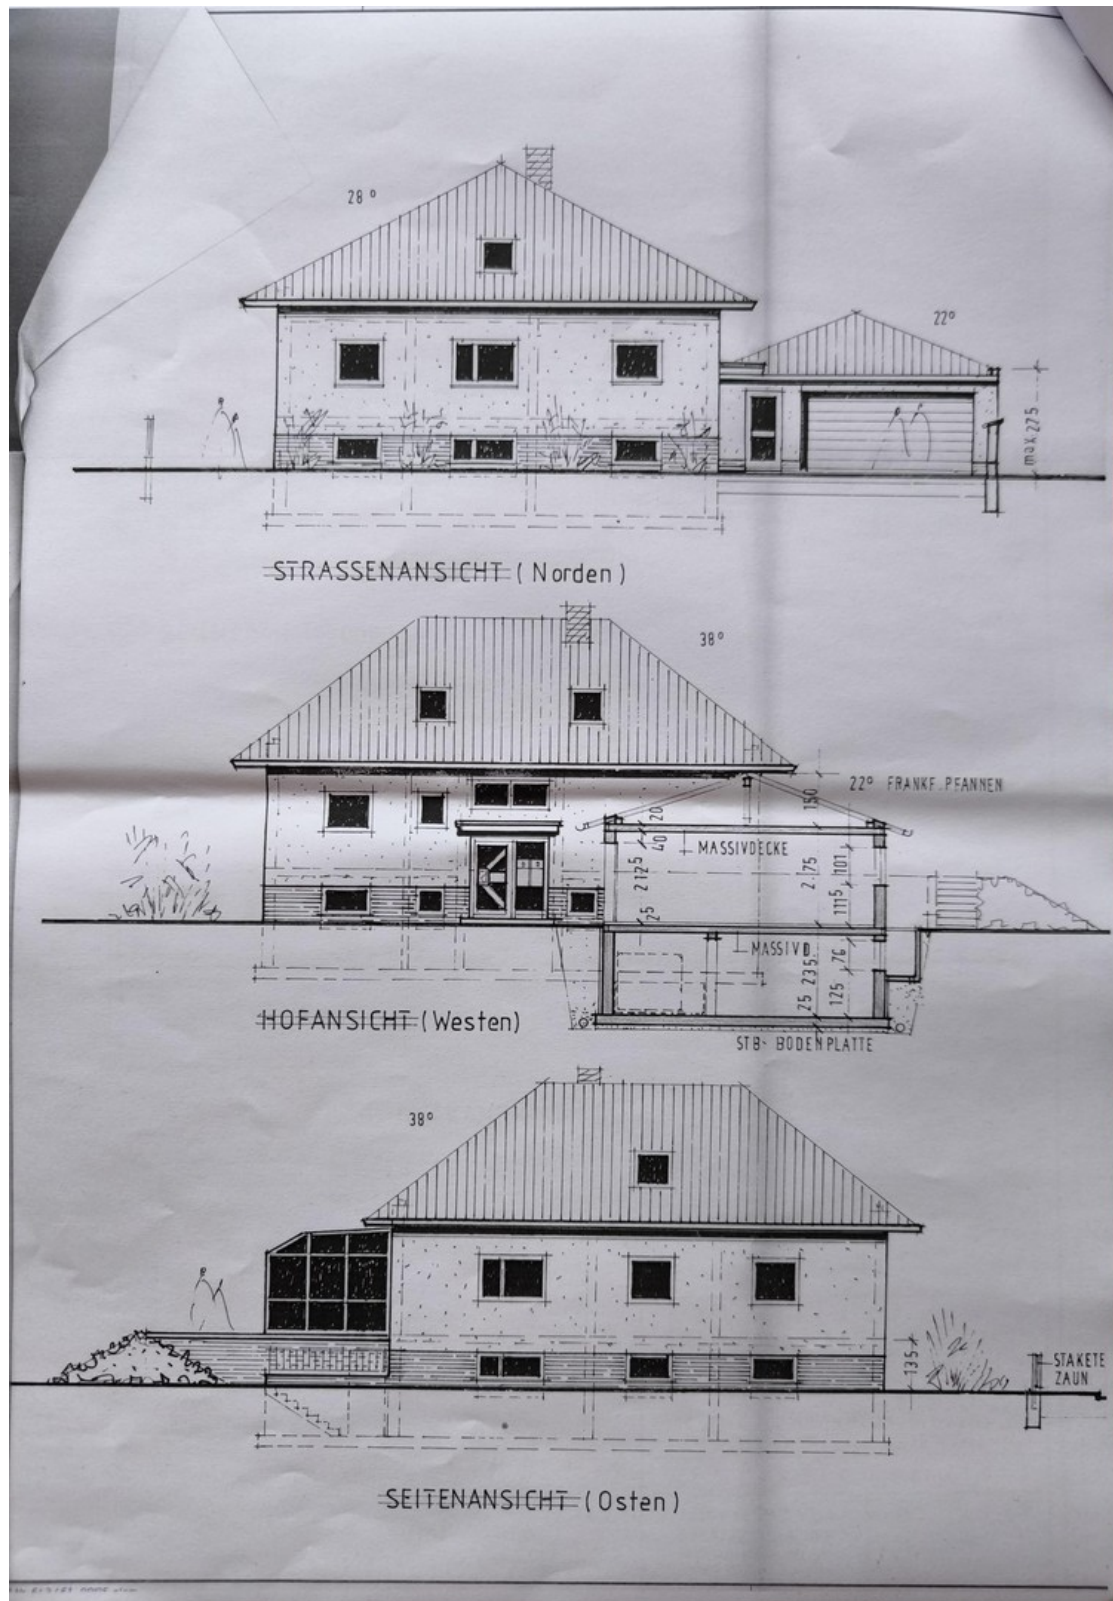 28°
22°
max. 275
STRASSENANSICHT (Norden)
38°
22° FRANKF. PFANNEN
150
20
40
MASSIVDECKE
2 125
2.75
101
1115
25
MASSIVD.
235
76
25
125
HOFANSICHT (Westen)
STB- BODENPLATTE
38°
135
STAKETE
ZAUN
SEITENANSICHT (Osten)